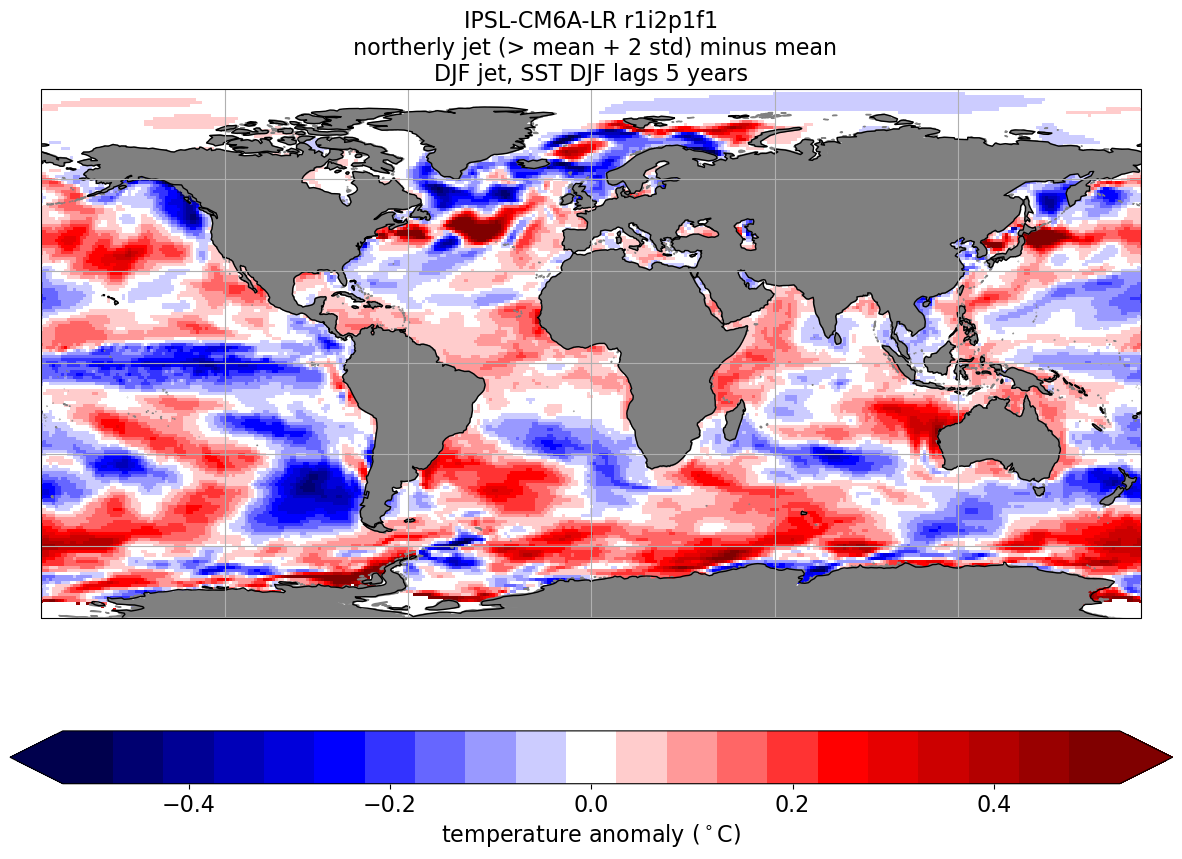 IPSL-CM6A-LR r1i2p1f1
northerly jet (> mean + 2 std) minus mean
DJF jet, SST DJF lags 5 years
−0.4 −0.2 0.0 0.2 0.4
temperature anomaly (°C)